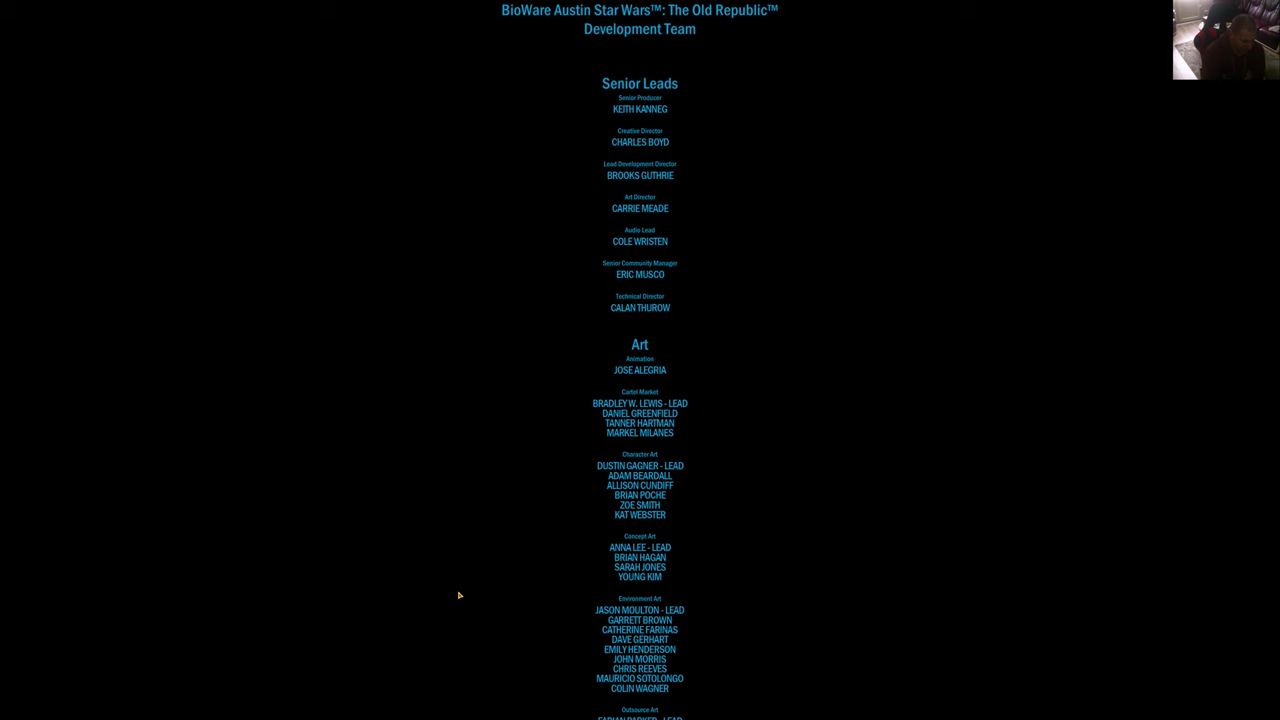 BioWare Austin Star Wars™: The Old Republic™
Development Team
Senior Leads
Senior Producer
KEITH KANNEG
Creative Director
CHARLES BOYD
Lead Development Director
BROOKS GUTHRIE
Art Director
CARRIE MEADE
Audio Lead
COLE WRISTEN
Senior Community Manager
ERIC MUSCO
Technical Director
CALAN THUROW
Art
Animation
JOSE ALEGRIA
Cartel Market
BRADLEY W. LEWIS - LEAD
DANIEL GREENFIELD
TANNER HARTMAN
MARKEL MILANES
Character Art
DUSTIN GAGNER - LEAD
ADAM BEARDALL
ALLISON CUNDIFF
BRIAN POCHE
ZOE SMITH
KAT WEBSTER
Concept Art
ANNA LEE - LEAD
BRIAN HAGAN
SARAH JONES
YOUNG KIM
Environment Art
JASON MOULTON - LEAD
GARRETT BROWN
CATHERINE FARINAS
DAVE GERHART
EMILY HENDERSON
JOHN MORRIS
CHRIS REEVES
MAURICIO SOTOLONGO
COLIN WAGNER
Outsource Art
FABIAN PARKER - LEAD